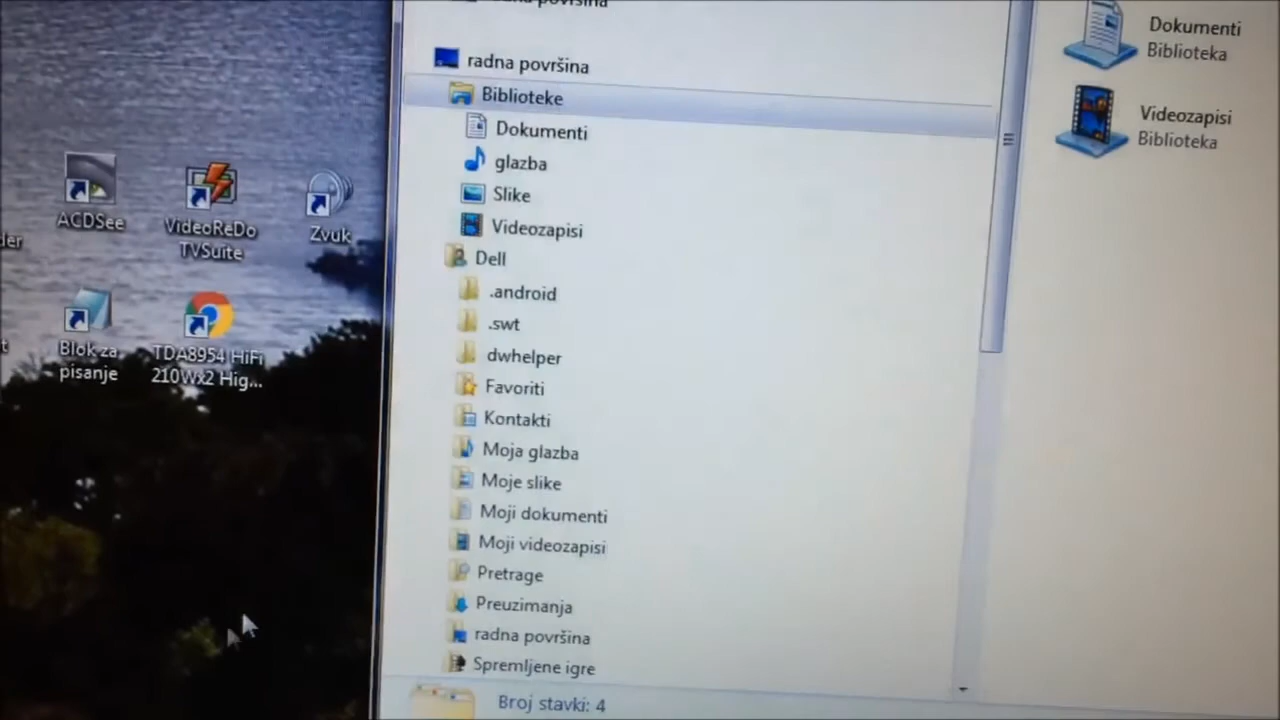 radna površina
radna površina
Biblioteke
Dokumenti
glazba
Slike
Videozapisi
Dell
.android
.swt
dwhelper
Favoriti
Kontakti
Moja glazba
Moje slike
Moji dokumenti
Moji videozapisi
Pretrage
Preuzimanja
radna površina
Spremljene igre
Broj stavki: 4
Dokumenti
Biblioteka
Videozapisi
Biblioteka
ACDSee
VideoReDo
TVSuite
Zvuk
Blok za
pisanje
TDA8954 HiFi
210Wx2 Hig...